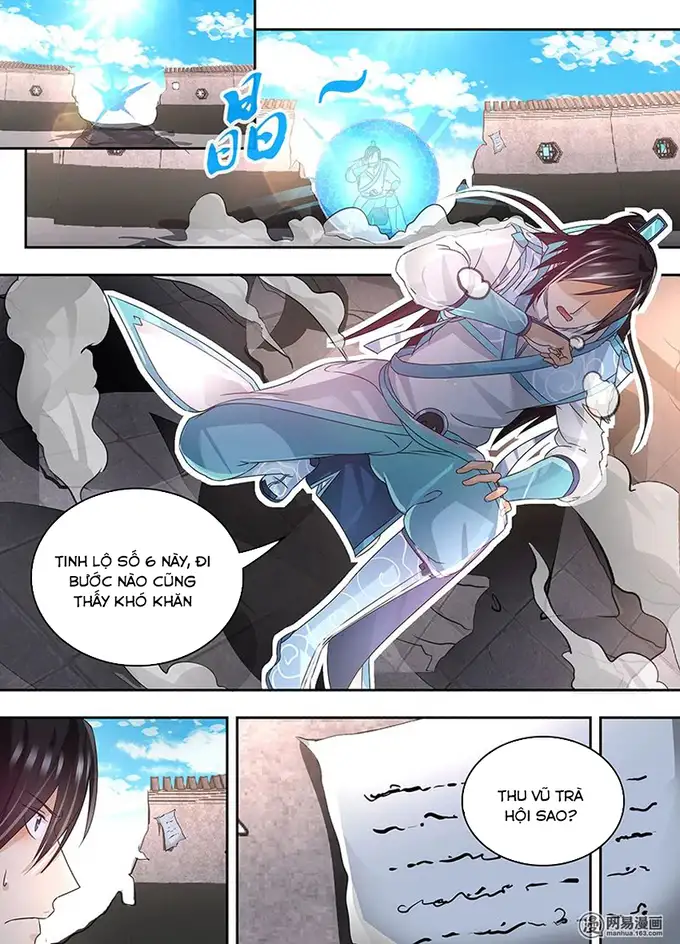 晶~
TINH LỘ SỐ 6 NÀY, ĐI
BƯỚC NÀO CŨNG
THẤY KHÓ KHĂN
THU VŨ TRÀ
HỘI SAO?
网易漫画
manhua.163.com